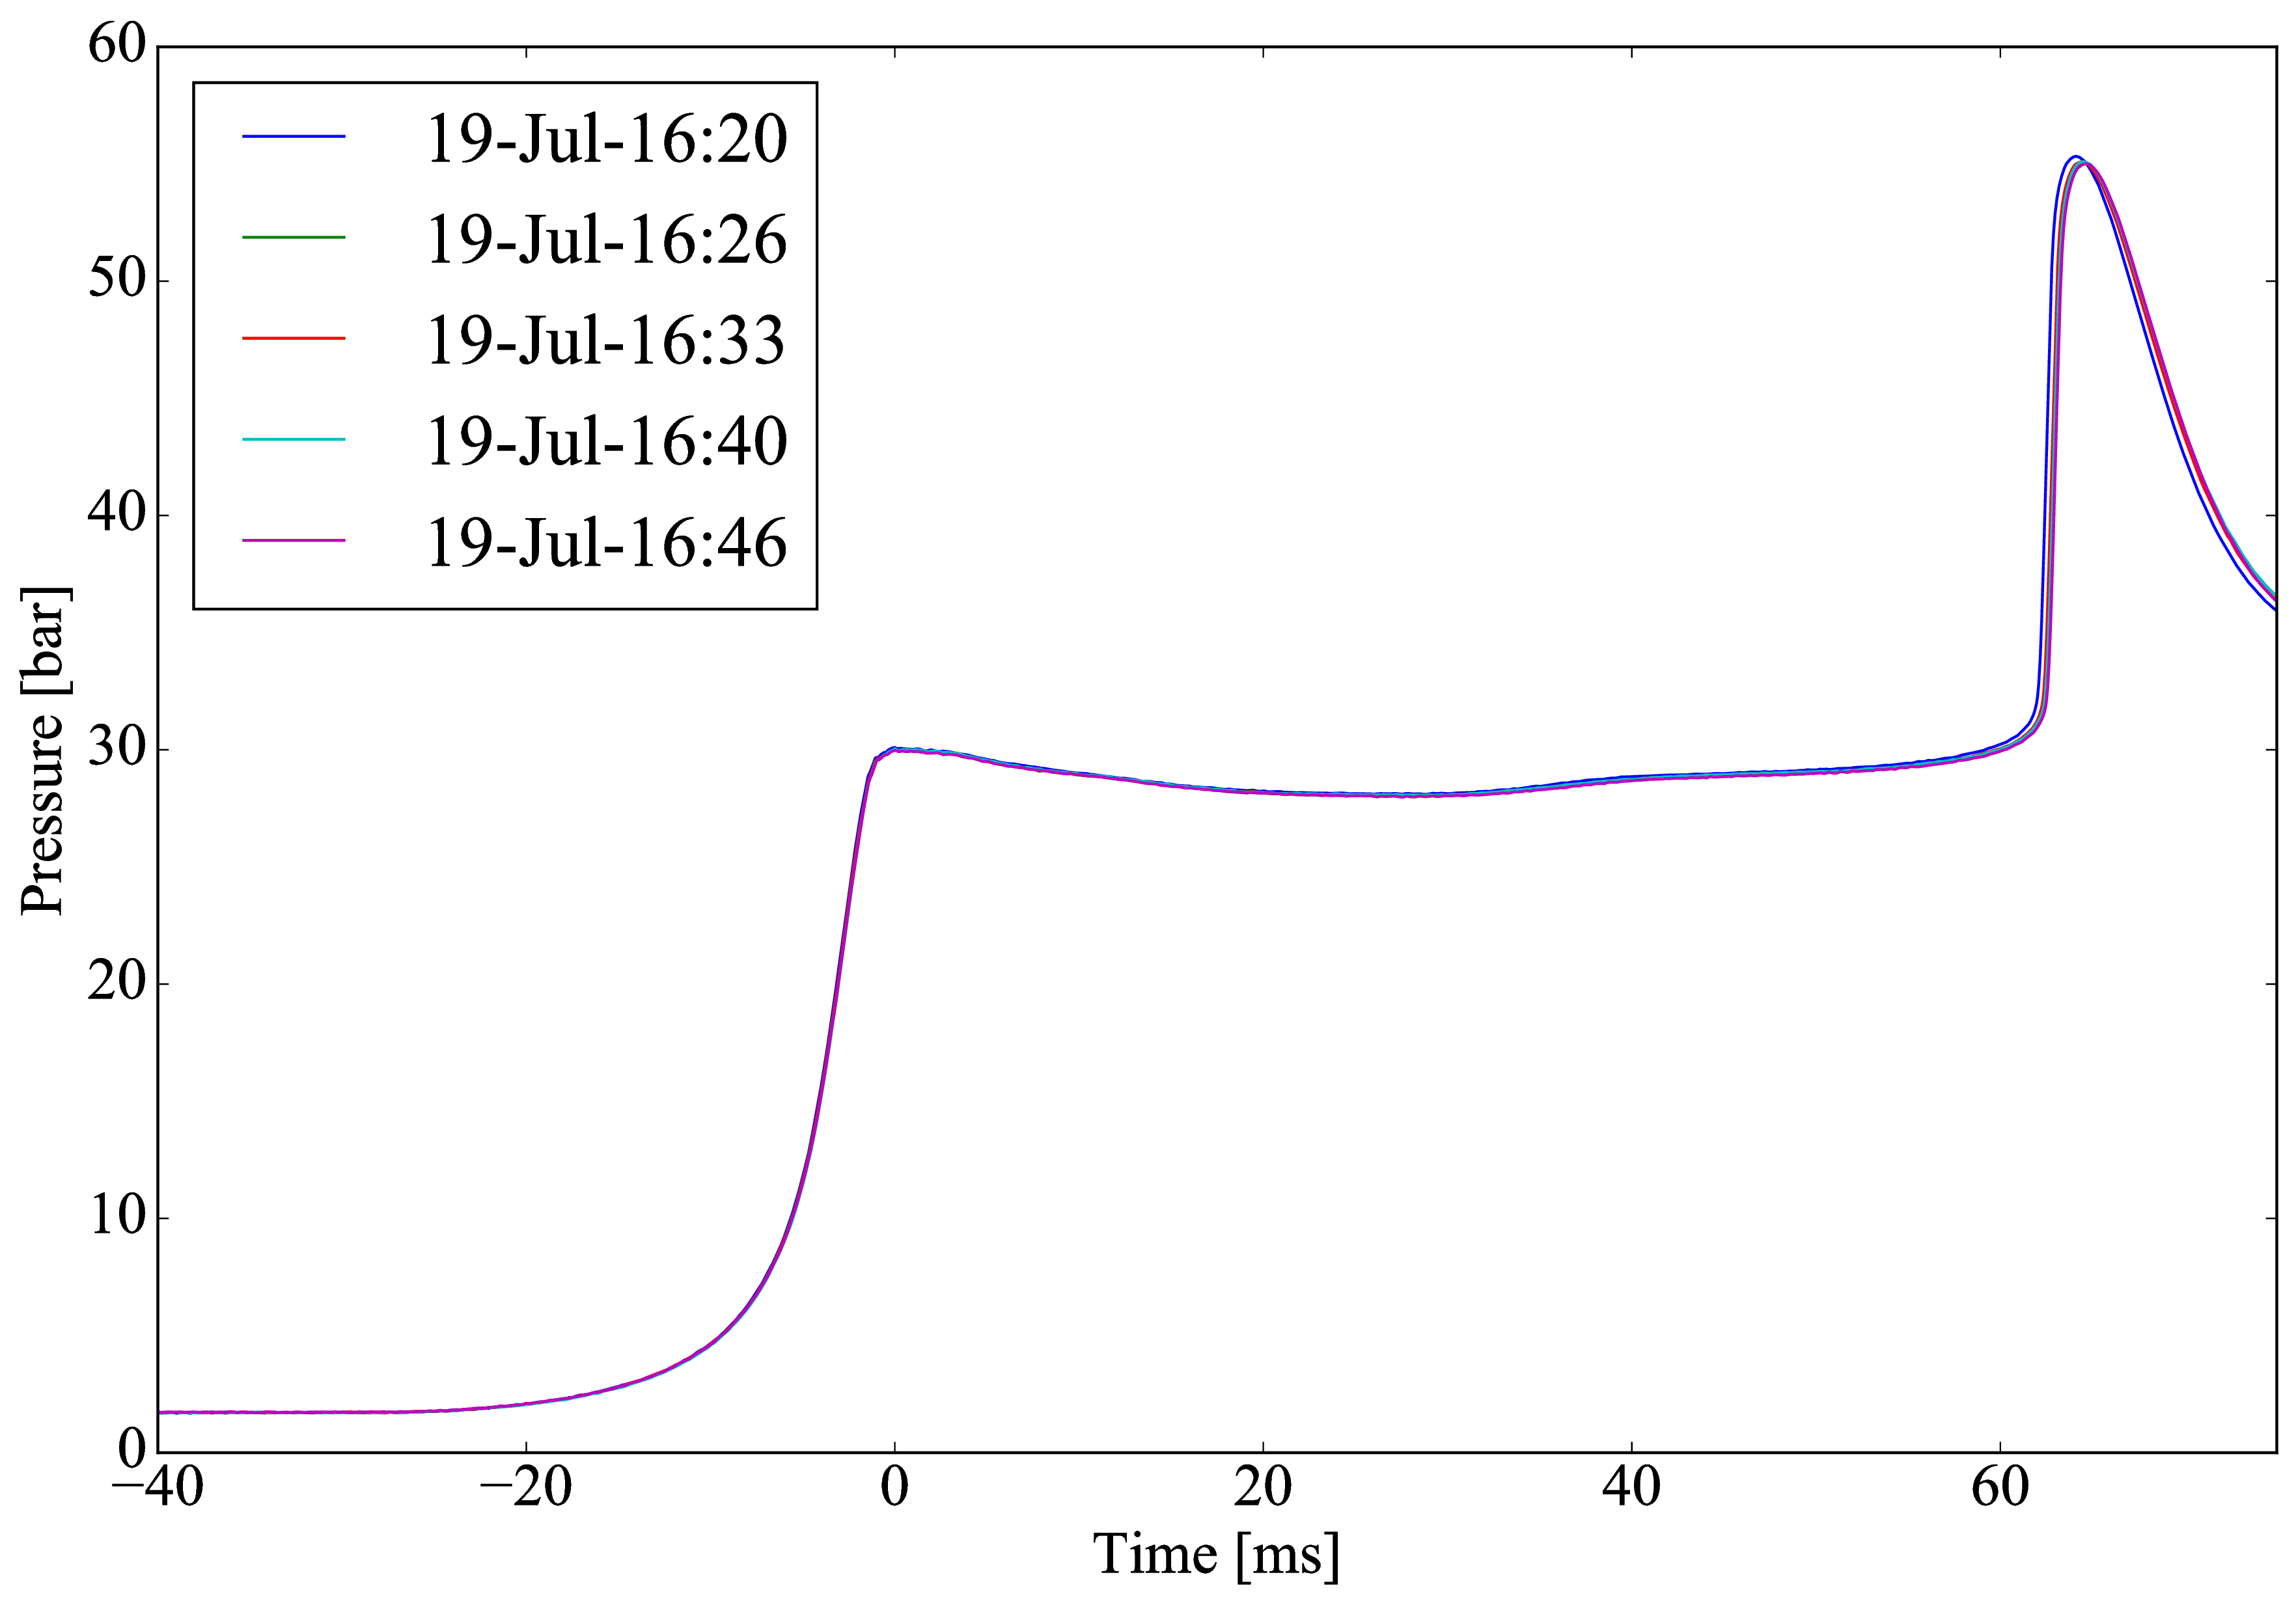 60
50
40
30
20
10
0
Pressure [bar]
19-Jul-16:20
19-Jul-16:26
19-Jul-16:33
19-Jul-16:40
19-Jul-16:46
−40 −20 0 20 40 60
Time [ms]